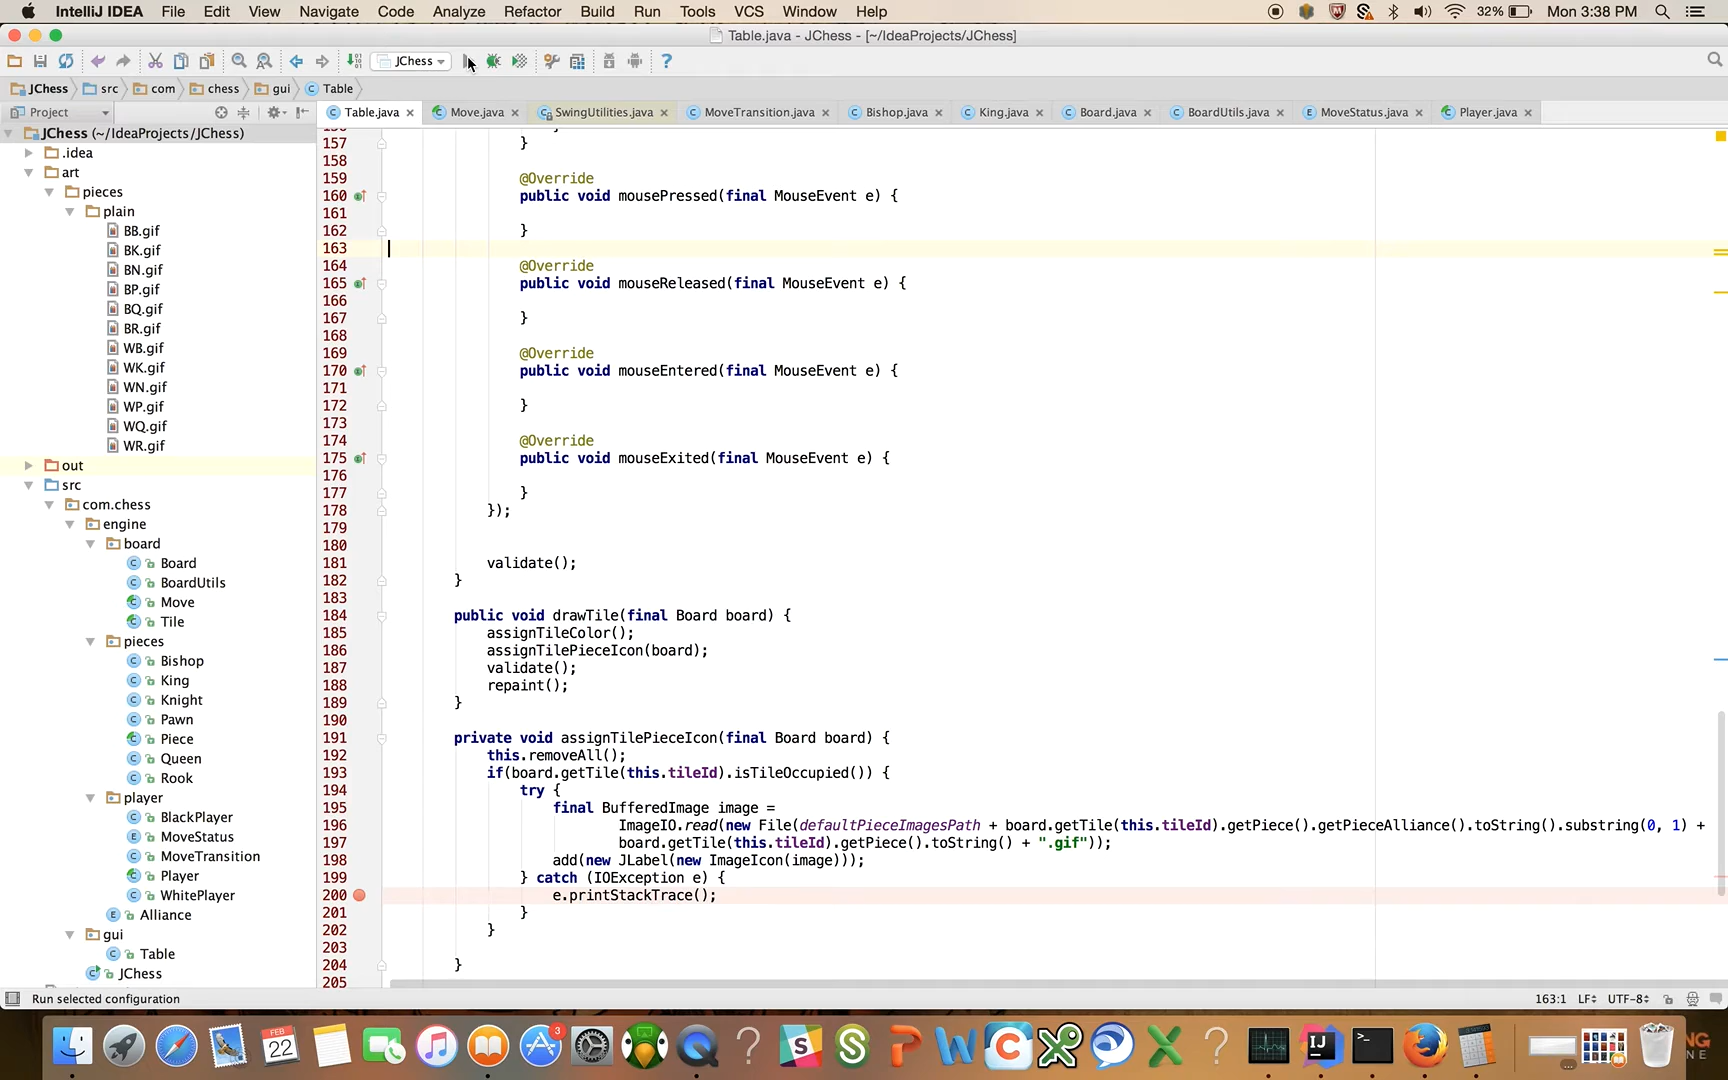 IntelliJ IDEA File Edit View Navigate Code Analyze Refactor Build Run Tools VCS Window Help 32% Mon 3:38 PM
Table.java - JChess - [~/IdeaProjects/JChess]
JChess
JChess src com chess gui Table
Project
Table.java Move.java SwingUtilities.java MoveTransition.java Bishop.java King.java Board.java BoardUtils.java MoveStatus.java Player.java
JChess (~/IdeaProjects/JChess)
.idea
art
pieces
plain
BB.gif
BK.gif
BN.gif
BP.gif
BQ.gif
BR.gif
WB.gif
WK.gif
WN.gif
WP.gif
WQ.gif
WR.gif
out
src
com.chess
engine
board
Board
BoardUtils
Move
Tile
pieces
Bishop
King
Knight
Pawn
Piece
Queen
Rook
player
BlackPlayer
MoveStatus
MoveTransition
Player
WhitePlayer
Alliance
gui
Table
JChess
157 }
158
159 @Override
160 public void mousePressed(final MouseEvent e) {
161
162 }
163
164 @Override
165 public void mouseReleased(final MouseEvent e) {
166
167 }
168
169 @Override
170 public void mouseEntered(final MouseEvent e) {
171
172 }
173
174 @Override
175 public void mouseExited(final MouseEvent e) {
176
177 }
178 });
179
180
181 validate();
182 }
183
184 public void drawTile(final Board board) {
185 assignTileColor();
186 assignTilePieceIcon(board);
187 validate();
188 repaint();
189 }
190
191 private void assignTilePieceIcon(final Board board) {
192 this.removeAll();
193 if(board.getTile(this.tileId).isTileOccupied()) {
194 try {
195 final BufferedImage image =
196 ImageIO.read(new File(defaultPieceImagesPath + board.getTile(this.tileId).getPiece().getPieceAlliance().toString().substring(0, 1) +
197 board.getTile(this.tileId).getPiece().toString() + ".gif"));
198 add(new JLabel(new ImageIcon(image)));
199 } catch (IOException e) {
200 e.printStackTrace();
201 }
202 }
203
204 }
205
Run selected configuration 163:1 LF UTF-8
FEB
22
3